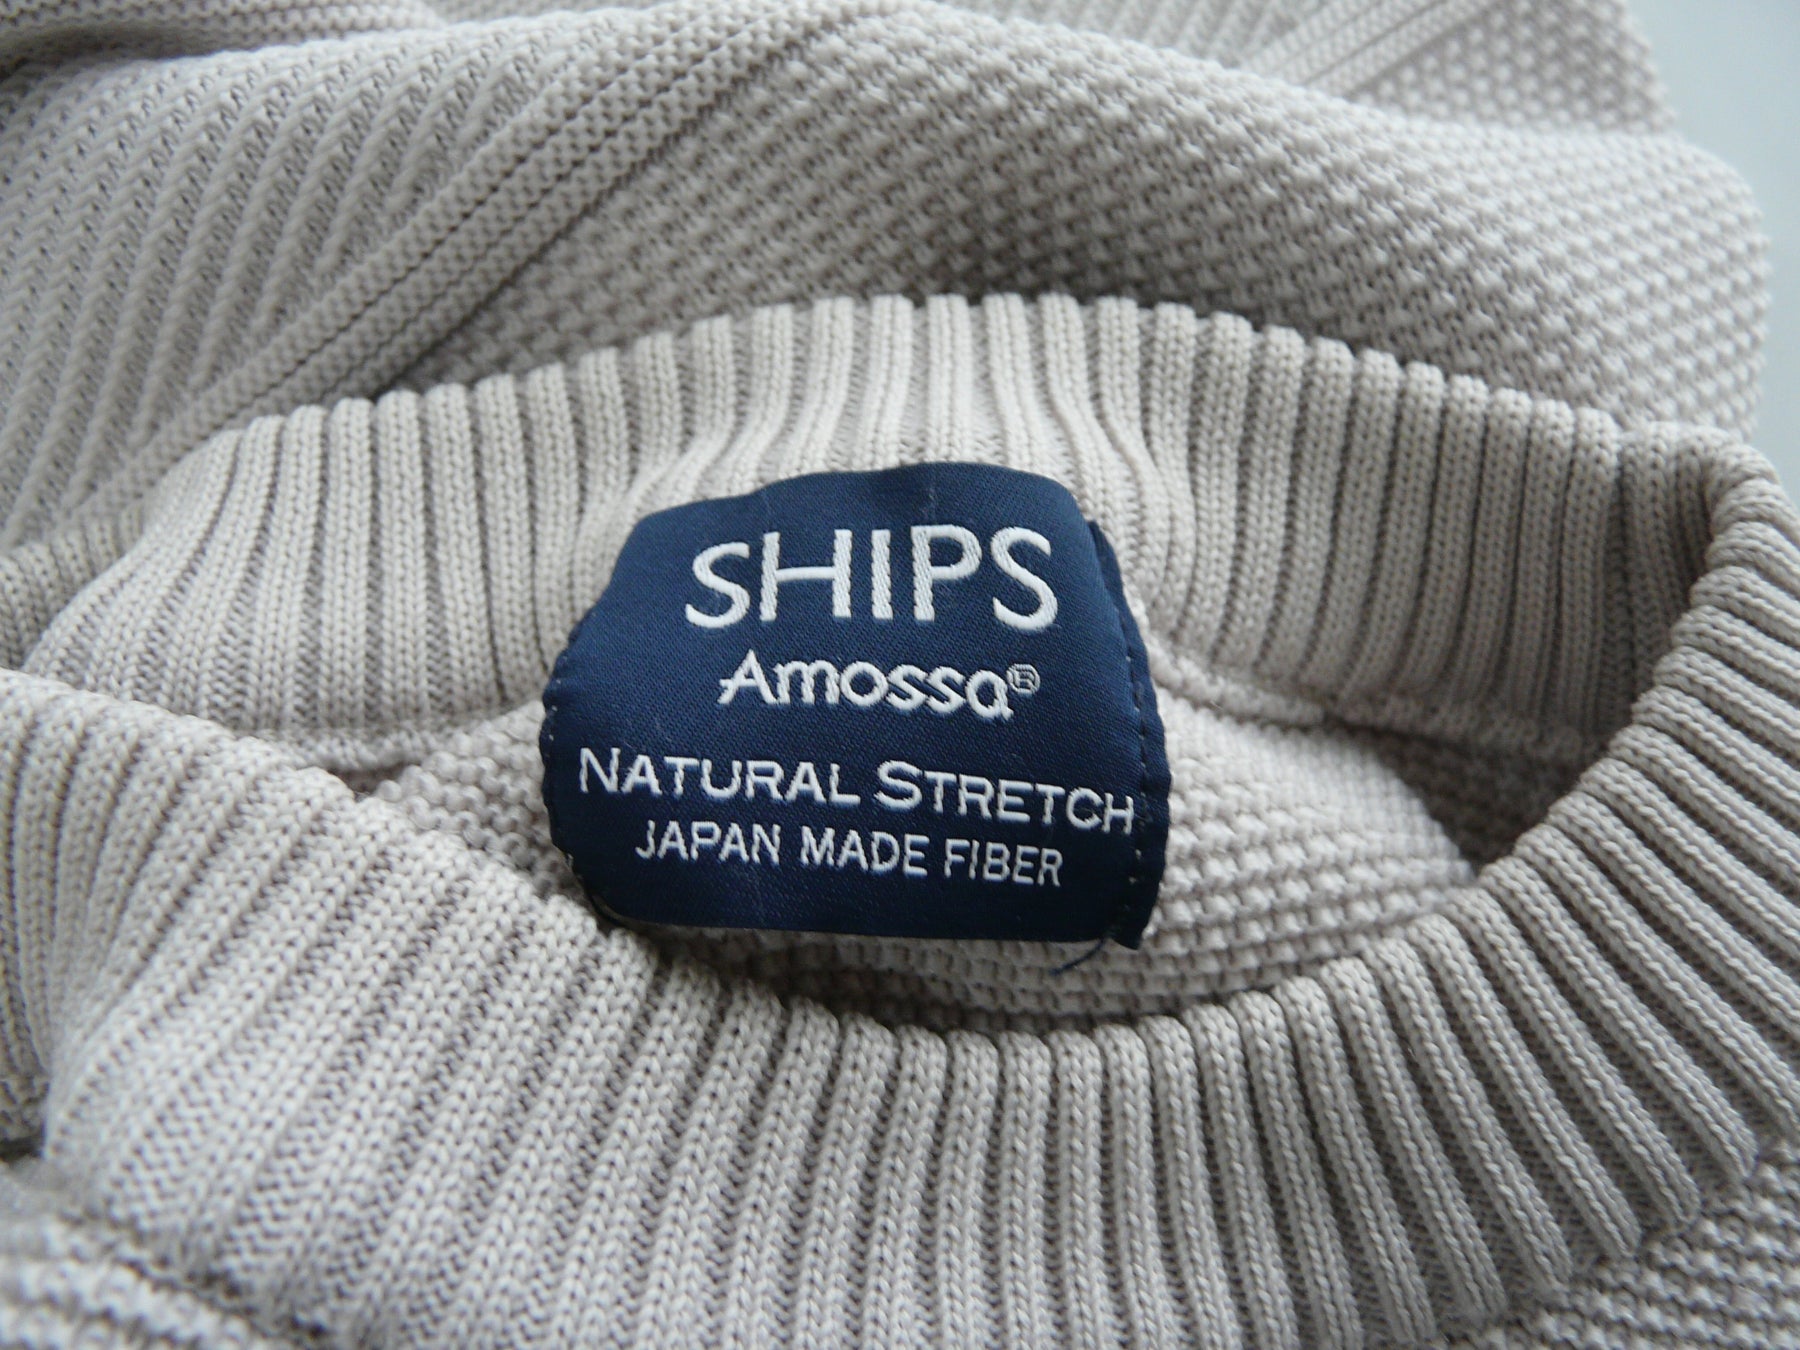 SHIPS
Amossa®
NATURAL STRETCH
JAPAN MADE FIBER